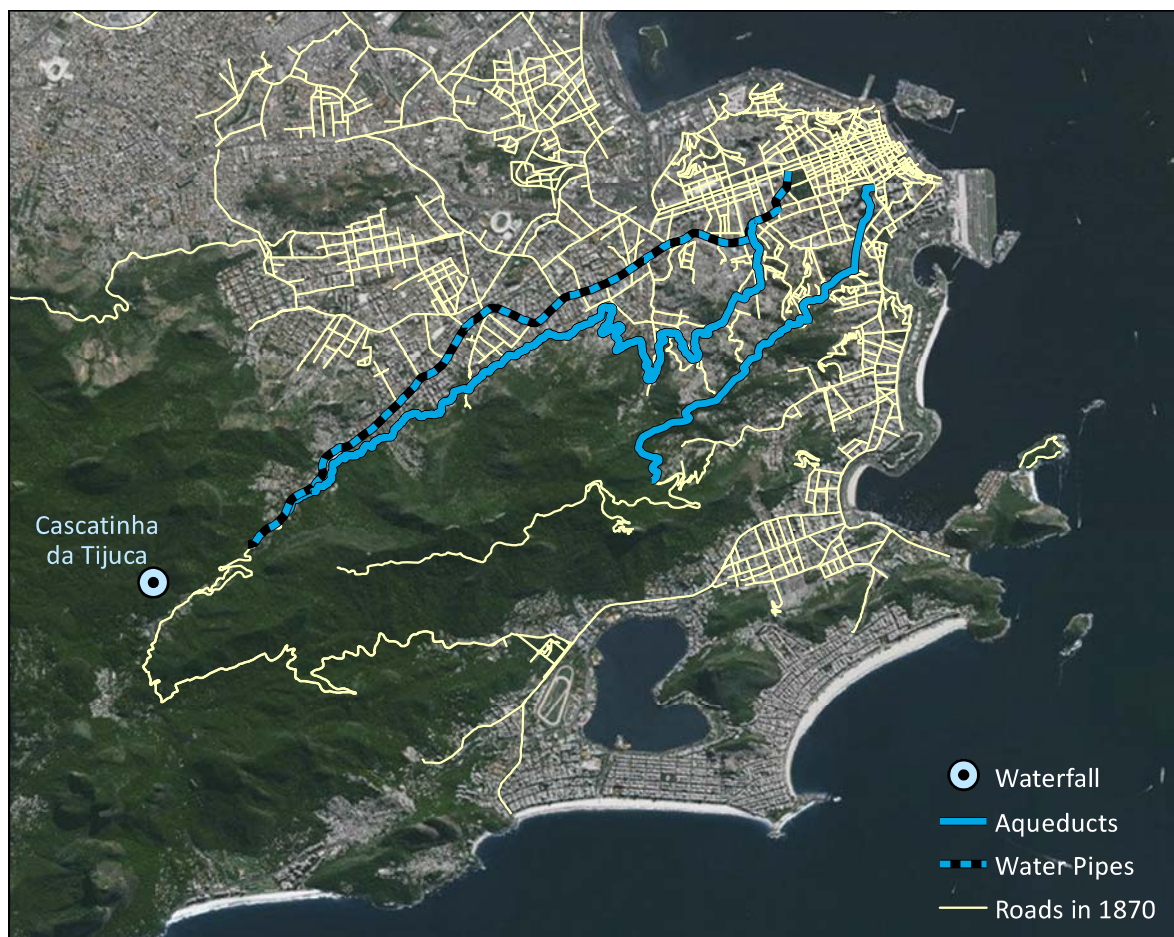 Cascatinha
da Tijuca
Waterfall
Aqueducts
Water Pipes
Roads in 1870